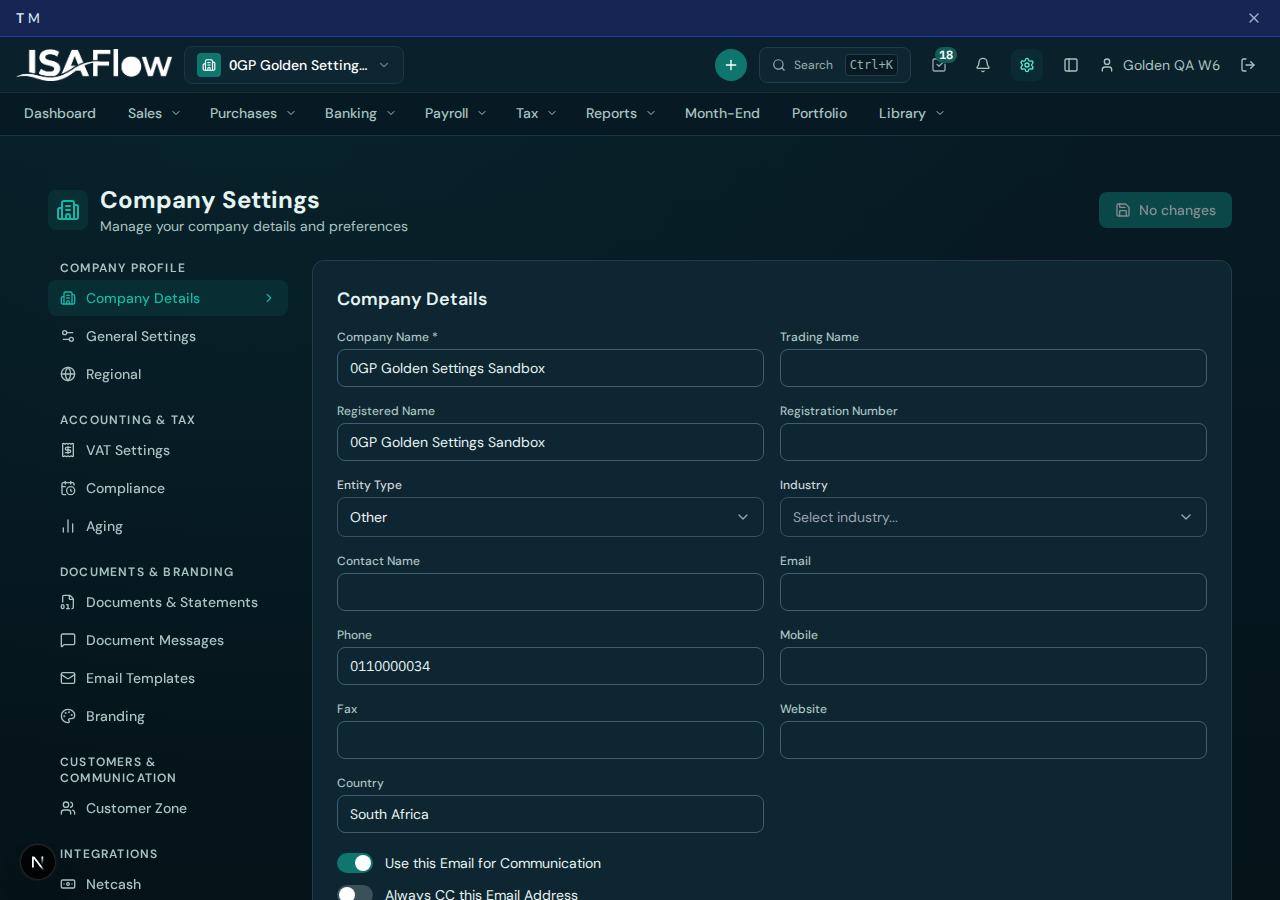 T M
ISAFlow
0GP Golden Setting...
Search Ctrl+K
18
Golden QA W6
Dashboard Sales Purchases Banking Payroll Tax Reports Month-End Portfolio Library
Company Settings
Manage your company details and preferences
No changes
COMPANY PROFILE
Company Details
General Settings
Regional
ACCOUNTING & TAX
VAT Settings
Compliance
Aging
DOCUMENTS & BRANDING
Documents & Statements
Document Messages
Email Templates
Branding
CUSTOMERS &
COMMUNICATION
Customer Zone
INTEGRATIONS
Netcash
N
Company Details
Company Name * Trading Name
0GP Golden Settings Sandbox
Registered Name Registration Number
0GP Golden Settings Sandbox
Entity Type Industry
Other Select industry...
Contact Name Email
Phone Mobile
0110000034
Fax Website
Country
South Africa
Use this Email for Communication
Always CC this Email Address